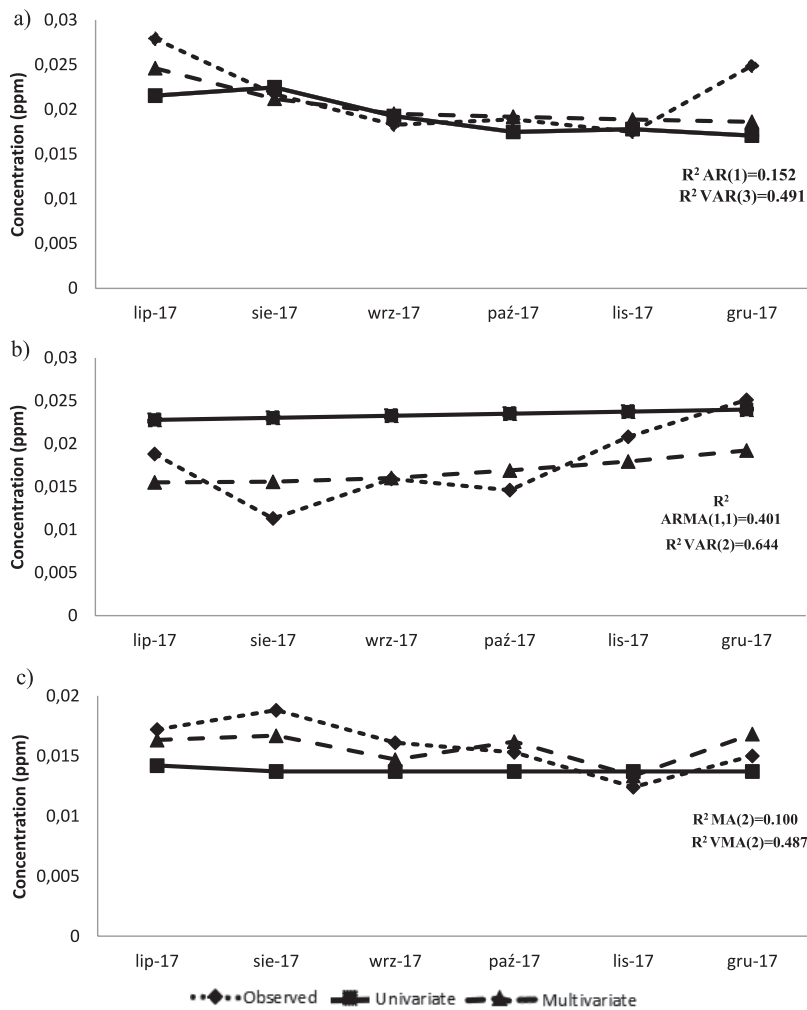 a)
Concentration (ppm)
0,03
0,025
0,02
0,015
0,01
0,005
0
R² AR(1)=0.152
R² VAR(3)=0.491
lip-17 sie-17 wrz-17 paź-17 lis-17 gru-17
b)
Concentration (ppm)
0,03
0,025
0,02
0,015
0,01
0,005
0
R²
ARMA(1,1)=0.401
R² VAR(2)=0.644
lip-17 sie-17 wrz-17 paź-17 lis-17 gru-17
c)
Concentration (ppm)
0,02
0,015
0,01
0,005
0
R² MA(2)=0.100
R² VMA(2)=0.487
lip-17 sie-17 wrz-17 paź-17 lis-17 gru-17
Observed Univariate Multivariate